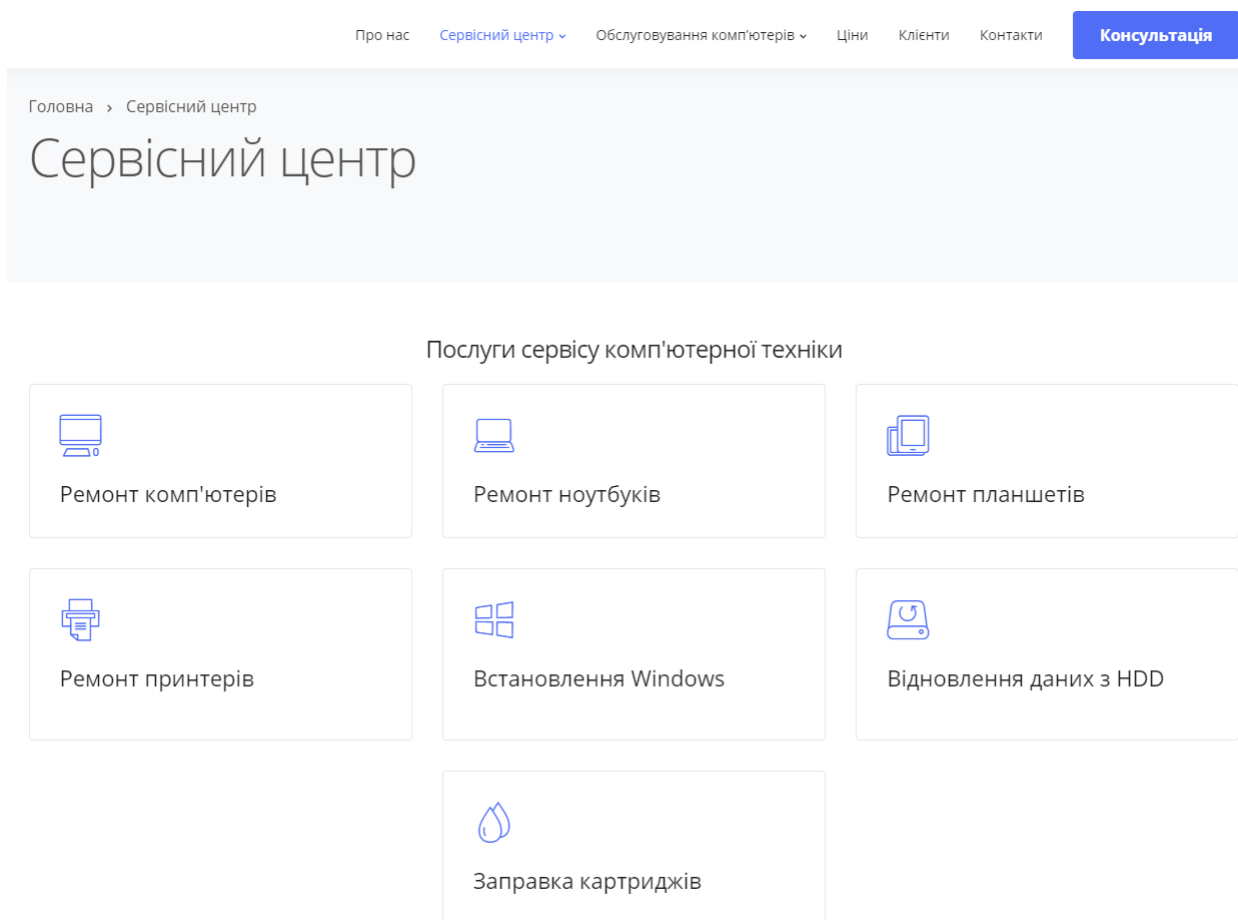 Про нас Сервісний центр Обслуговування комп'ютерів Ціни Клієнти Контакти Консультація
Головна › Сервісний центр
Сервісний центр
Послуги сервісу комп'ютерної техніки
Ремонт комп'ютерів Ремонт ноутбуків Ремонт планшетів
Ремонт принтерів Встановлення Windows Відновлення даних з HDD
Заправка картриджів